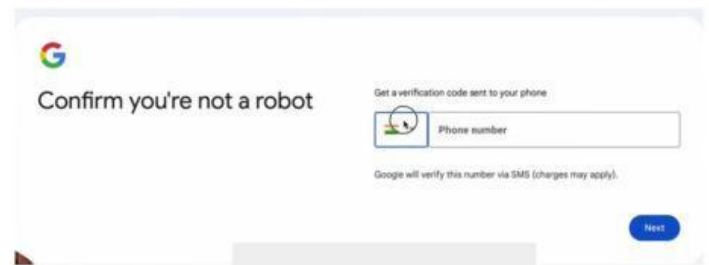 Confirm you're not a robot
Get a verification code sent to your phone
Phone number
Google will verify this number via SMS (charges may apply).
Next